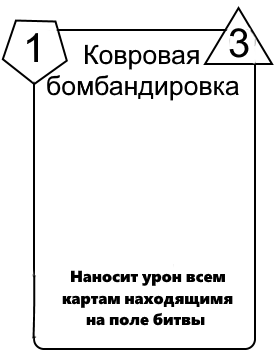 1
3
Ковровая
бомбандировка
Наносит урон всем
картам находящимя
на поле битвы